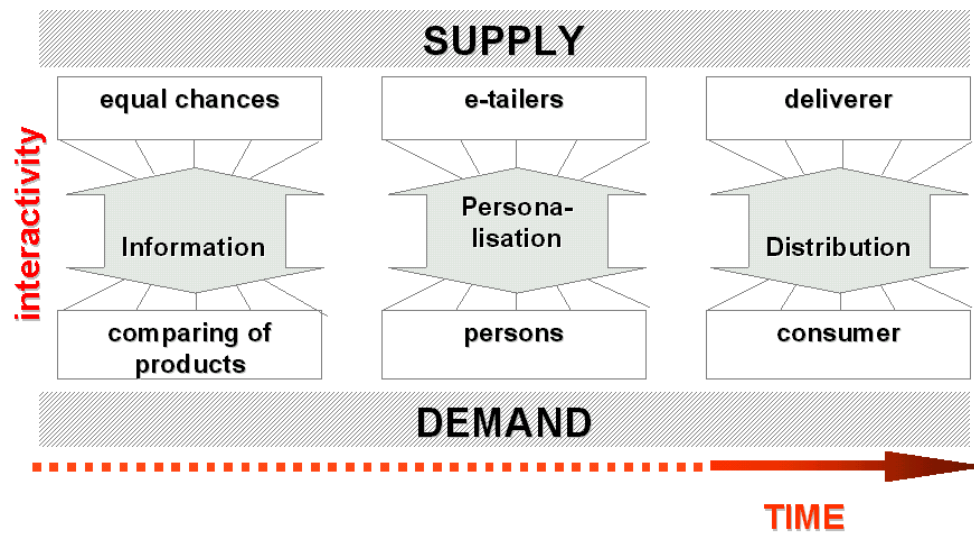 SUPPLY
equal chances
e-tailers
deliverer
interactivity
Information
Persona-
lisation
Distribution
comparing of
products
persons
consumer
DEMAND
TIME